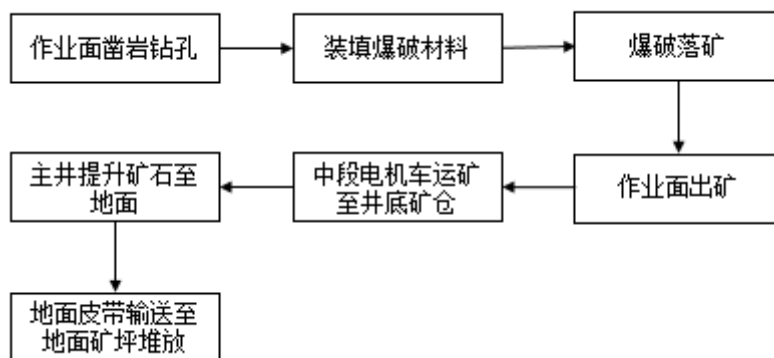 作业面凿岩钻孔
装填爆破材料
爆破落矿
作业面出矿
中段电机车运矿
至井底矿仓
主井提升矿石至
地面
地面皮带输送至
地面矿坪堆放